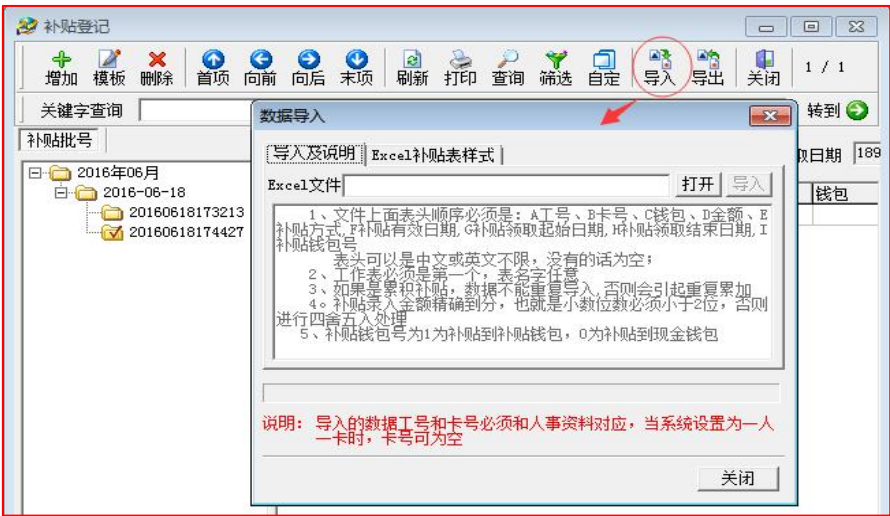 补贴登记
增加 模板 删除 首项 向前 向后 末项 刷新 打印 查询 筛选 自定 导入 导出 关闭 1 / 1
关键字查询 转到
补贴批号
取日期 189
2016年06月
2016-06-18
20160618173213
20160618174427
钱包
数据导入
导入及说明 Excel补贴表样式
Excel文件 打开 导入
1、文件上面表头顺序必须是：A工号、B卡号、C钱包、D金额、E
补贴方式,F补贴有效日期,G补贴领取起始日期,H补贴领取结束日期,I
补贴钱包号
表头可以是中文或英文不限，没有的话为空；
2、工作表必须是第一个，表名字任意
3、如果是累积补贴，数据不能重复导入,否则会引起重复累加
4。补贴录入金额精确到分，也就是小数位数必须小于2位，否则
进行四舍五入处理
5、补贴钱包号为1为补贴到补贴钱包，0为补贴到现金钱包
说明：导入的数据工号和卡号必须和人事资料对应，当系统设置为一人
一卡时，卡号可为空
关闭